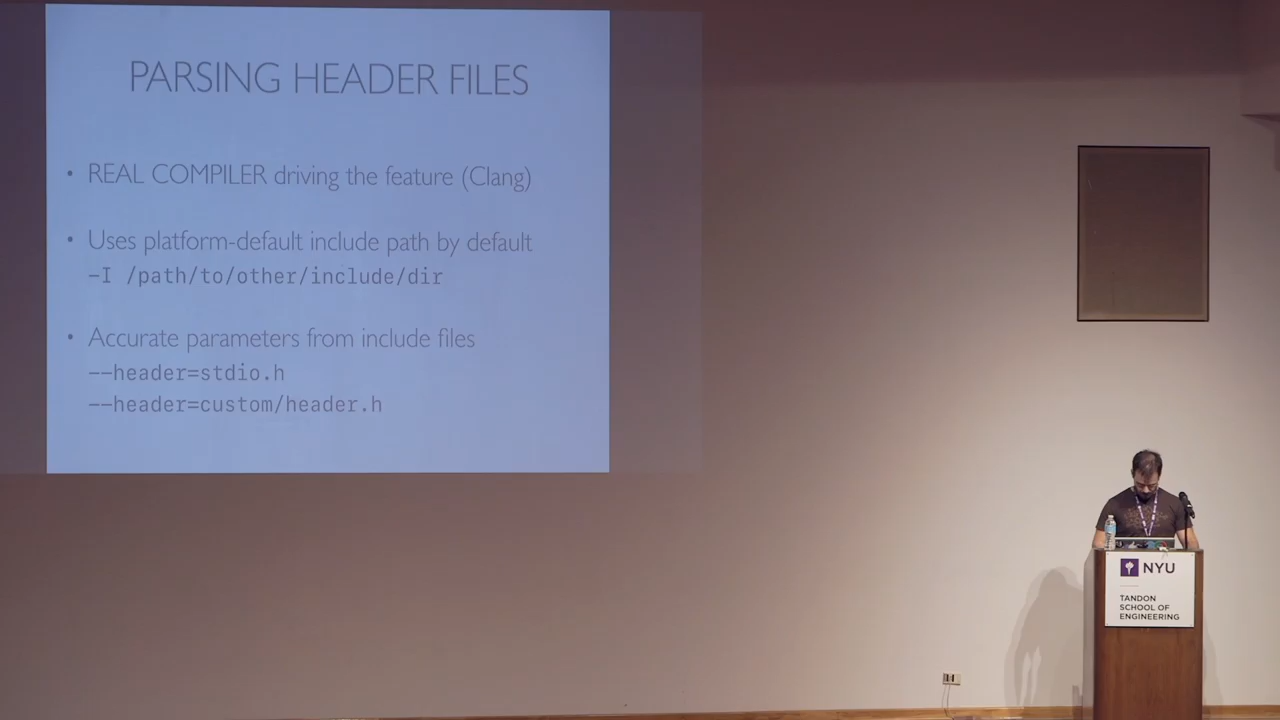 PARSING HEADER FILES
• REAL COMPILER driving the feature (Clang)
• Uses platform-default include path by default
-I /path/to/other/include/dir
• Accurate parameters from include files
--header=stdio.h
--header=custom/header.h
NYU
TANDON
SCHOOL OF
ENGINEERING